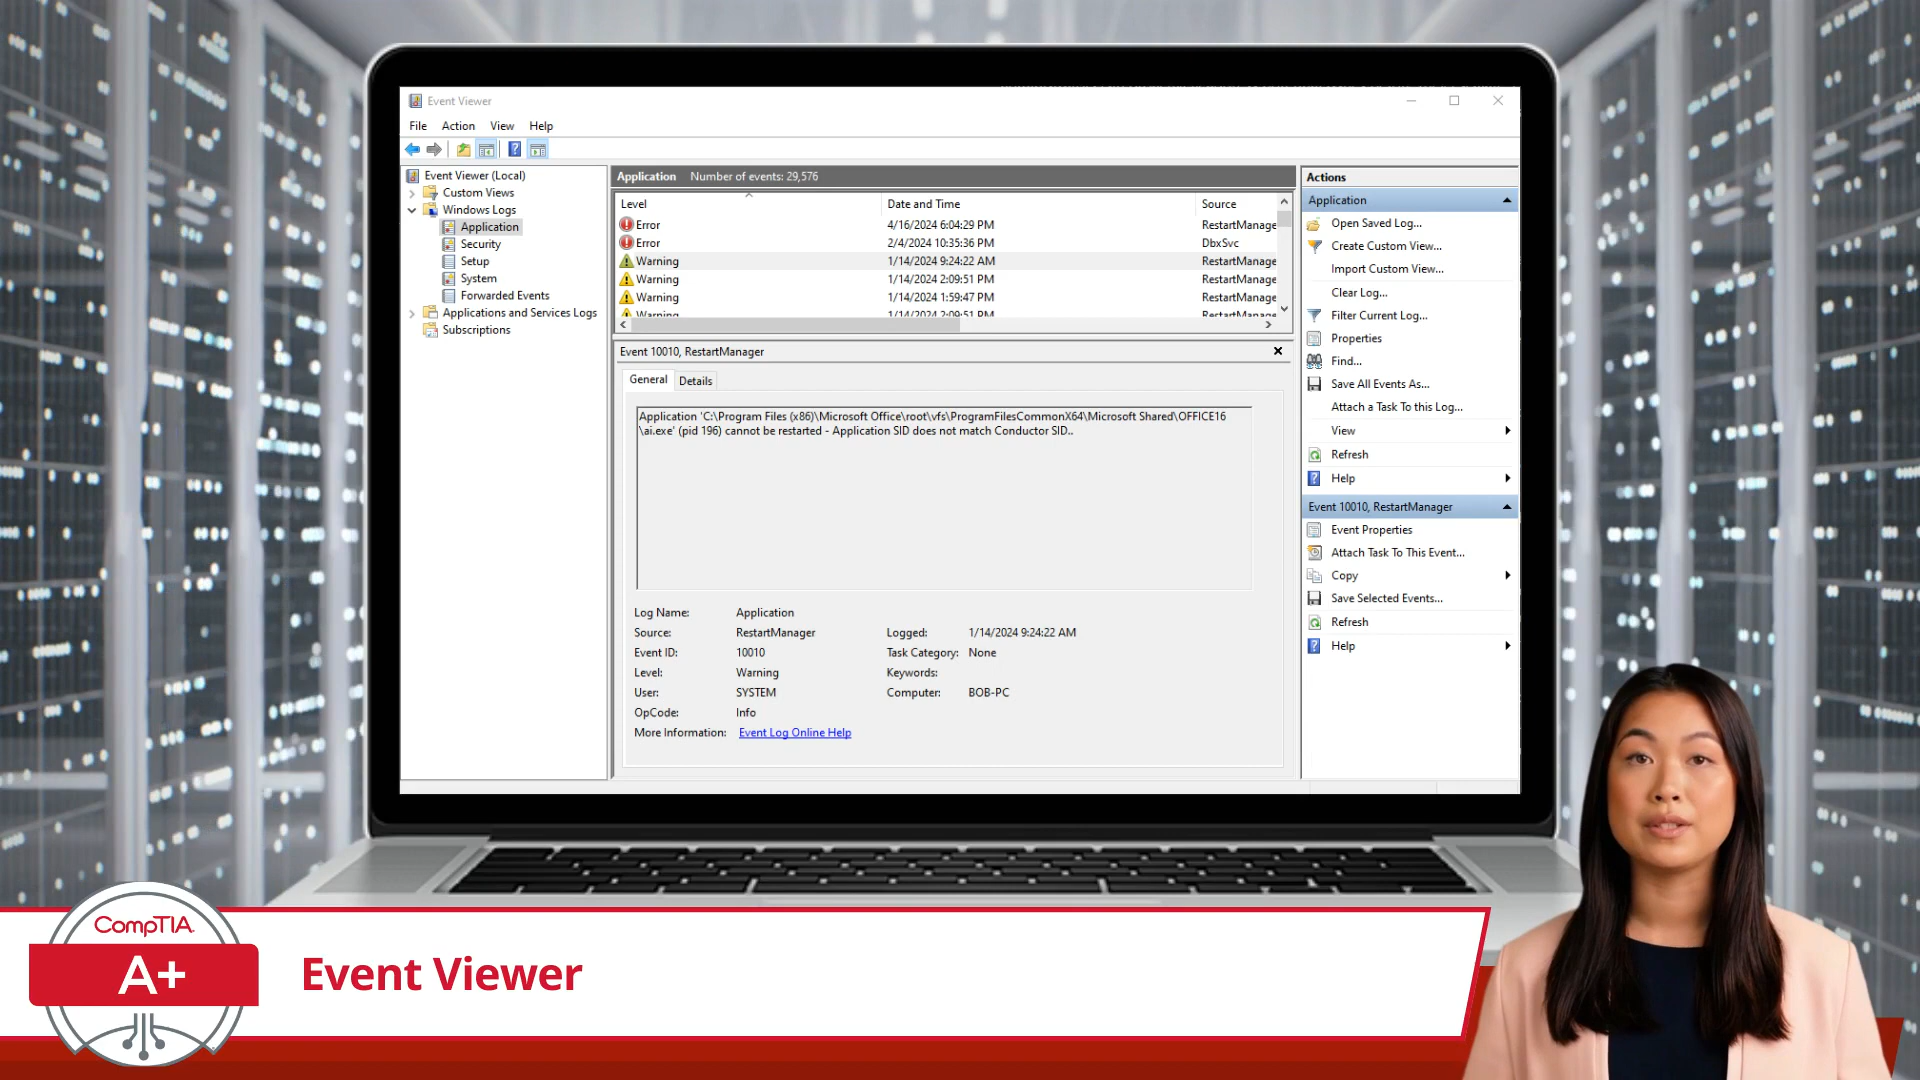 Event Viewer
File Action View Help
Event Viewer (Local)
Custom Views
Windows Logs
Application
Security
Setup
System
Forwarded Events
Applications and Services Logs
Subscriptions
Application Number of events: 29,576
Level Date and Time Source
Error 4/16/2024 6:04:29 PM RestartManage
Error 2/4/2024 10:35:36 PM DbxSvc
Warning 1/14/2024 9:24:22 AM RestartManage
Warning 1/14/2024 2:09:51 PM RestartManage
Warning 1/14/2024 1:59:47 PM RestartManage
Warning 1/14/2024 2:09:51 PM RestartManage
Event 10010, RestartManager
General Details
Application 'C:\Program Files (x86)\Microsoft Office\root\vfs\ProgramFilesCommonX64\Microsoft Shared\OFFICE16
\ai.exe' (pid 196) cannot be restarted - Application SID does not match Conductor SID..
Log Name: Application
Source: RestartManager Logged: 1/14/2024 9:24:22 AM
Event ID: 10010 Task Category: None
Level: Warning Keywords:
User: SYSTEM Computer: BOB-PC
OpCode: Info
More Information: Event Log Online Help
Actions
Application
Open Saved Log...
Create Custom View...
Import Custom View...
Clear Log...
Filter Current Log...
Properties
Find...
Save All Events As...
Attach a Task To this Log...
View
Refresh
Help
Event 10010, RestartManager
Event Properties
Attach Task To This Event...
Copy
Save Selected Events...
Refresh
Help
CompTIA.
A+
Event Viewer